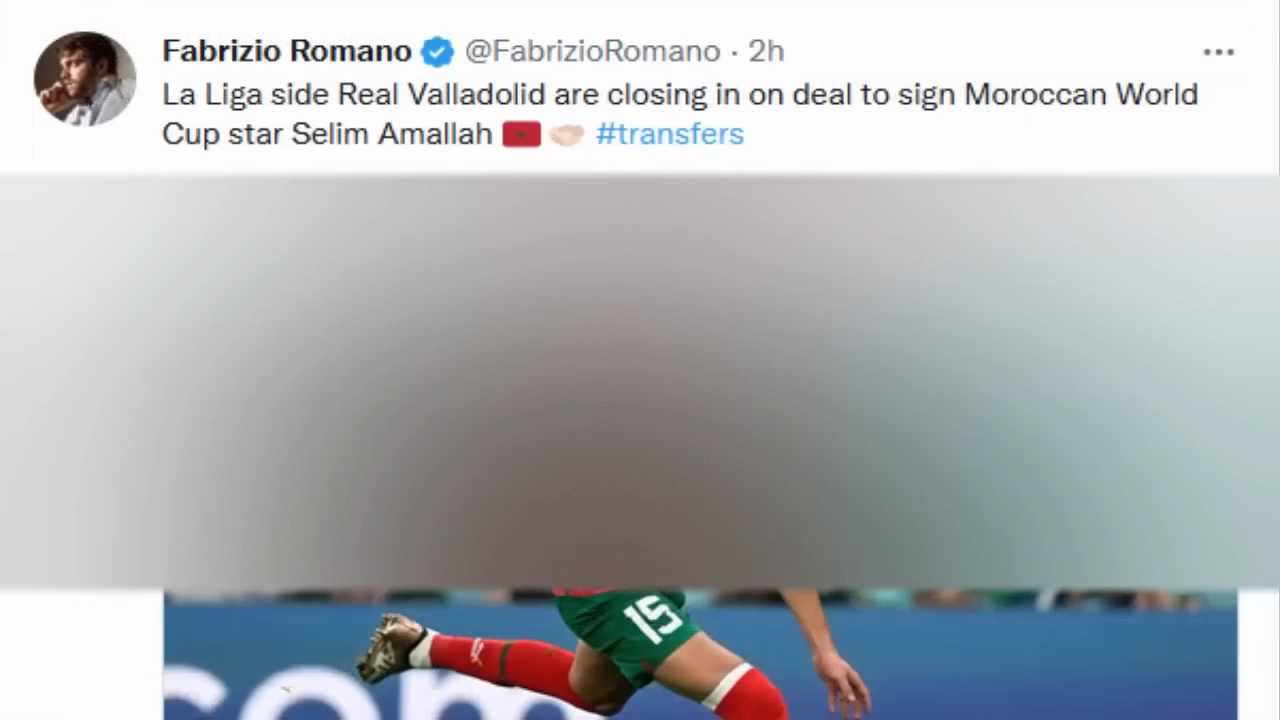 Fabrizio Romano @FabrizioRomano · 2h
La Liga side Real Valladolid are closing in on deal to sign Moroccan World
Cup star Selim Amallah 🇲🇦 🤝🏻 #transfers
15
com